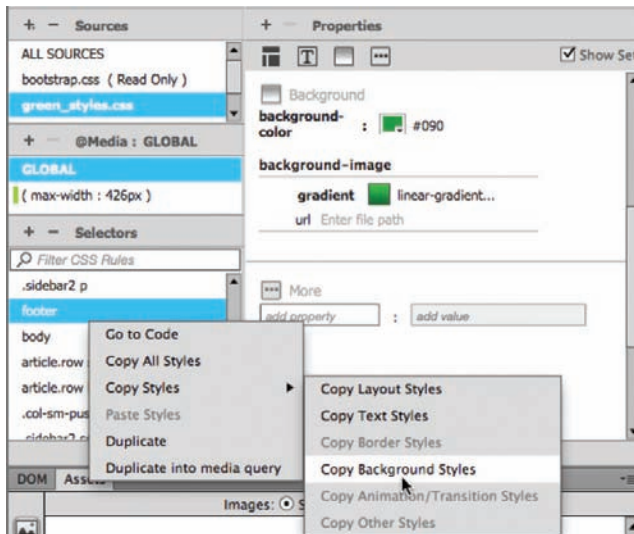 + − Sources
ALL SOURCES
bootstrap.css ( Read Only )
green_styles.css
+ − @Media : GLOBAL
GLOBAL
( max-width : 426px )
+ − Selectors
Filter CSS Rules
.sidebar2 p
footer
body
article.row
article.row
.col-sm-pus
Go to Code
Copy All Styles
Copy Styles
Paste Styles
Duplicate
Duplicate into media query
Copy Layout Styles
Copy Text Styles
Copy Border Styles
Copy Background Styles
Copy Animation/Transition Styles
Copy Other Styles
+ − Properties
T
Show Set
Background
background-
color : #090
background-image
gradient linear-gradient...
url Enter file path
More
add property : add value
DOM Assets
Images: S